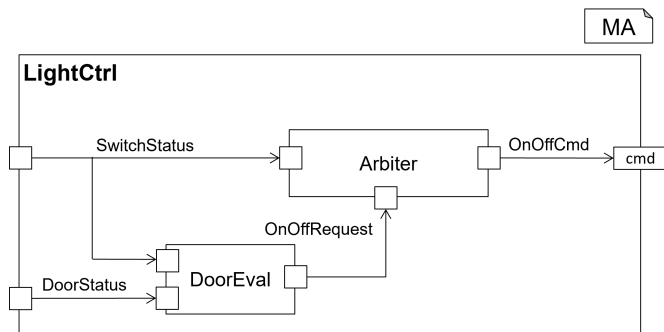 MA
LightCtrl
SwitchStatus
Arbiter
OnOffCmd
cmd
OnOffRequest
DoorStatus
DoorEval